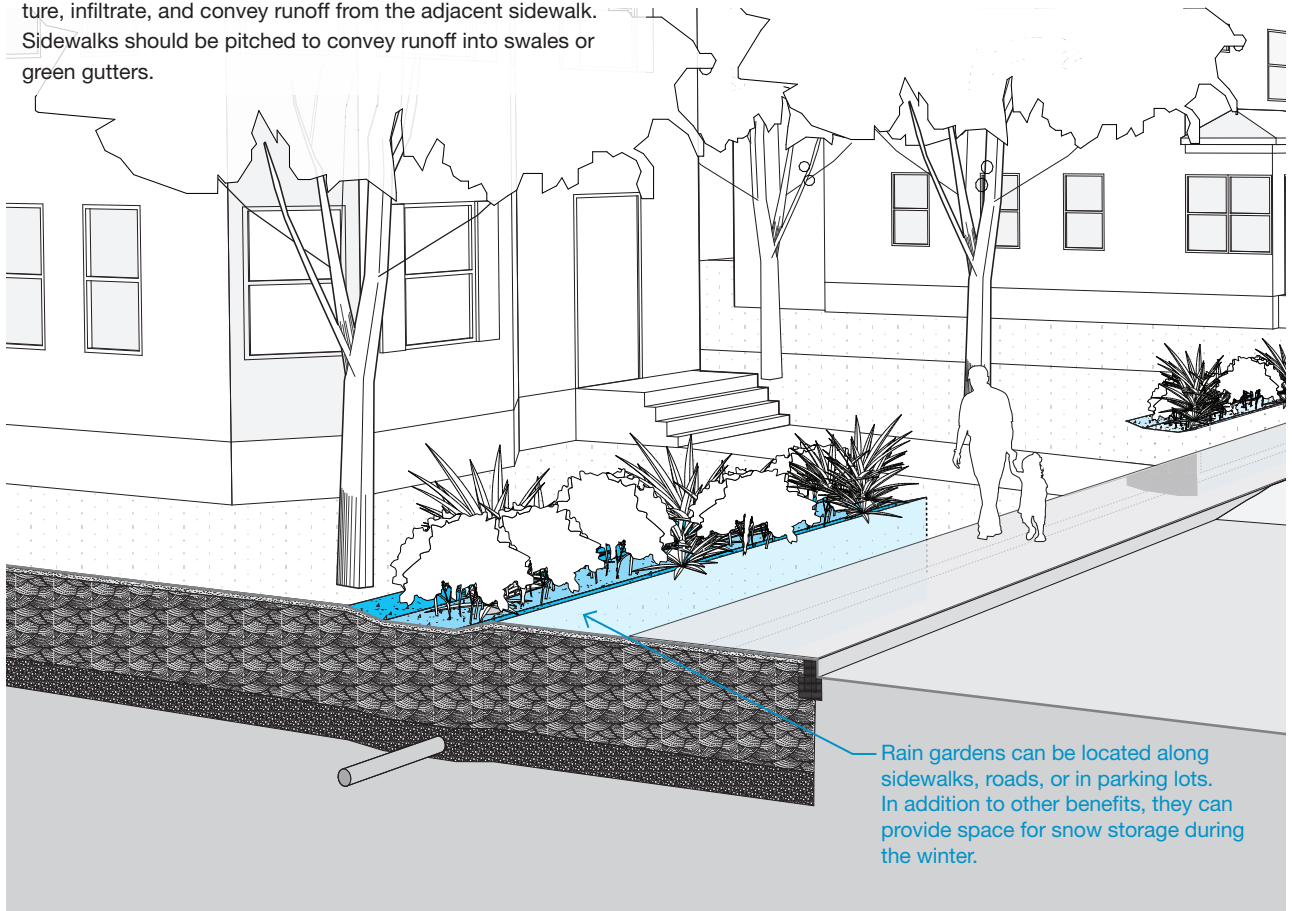 ture, infiltrate, and convey runoff from the adjacent sidewalk.
Sidewalks should be pitched to convey runoff into swales or
green gutters.
Rain gardens can be located along
sidewalks, roads, or in parking lots.
In addition to other benefits, they can
provide space for snow storage during
the winter.